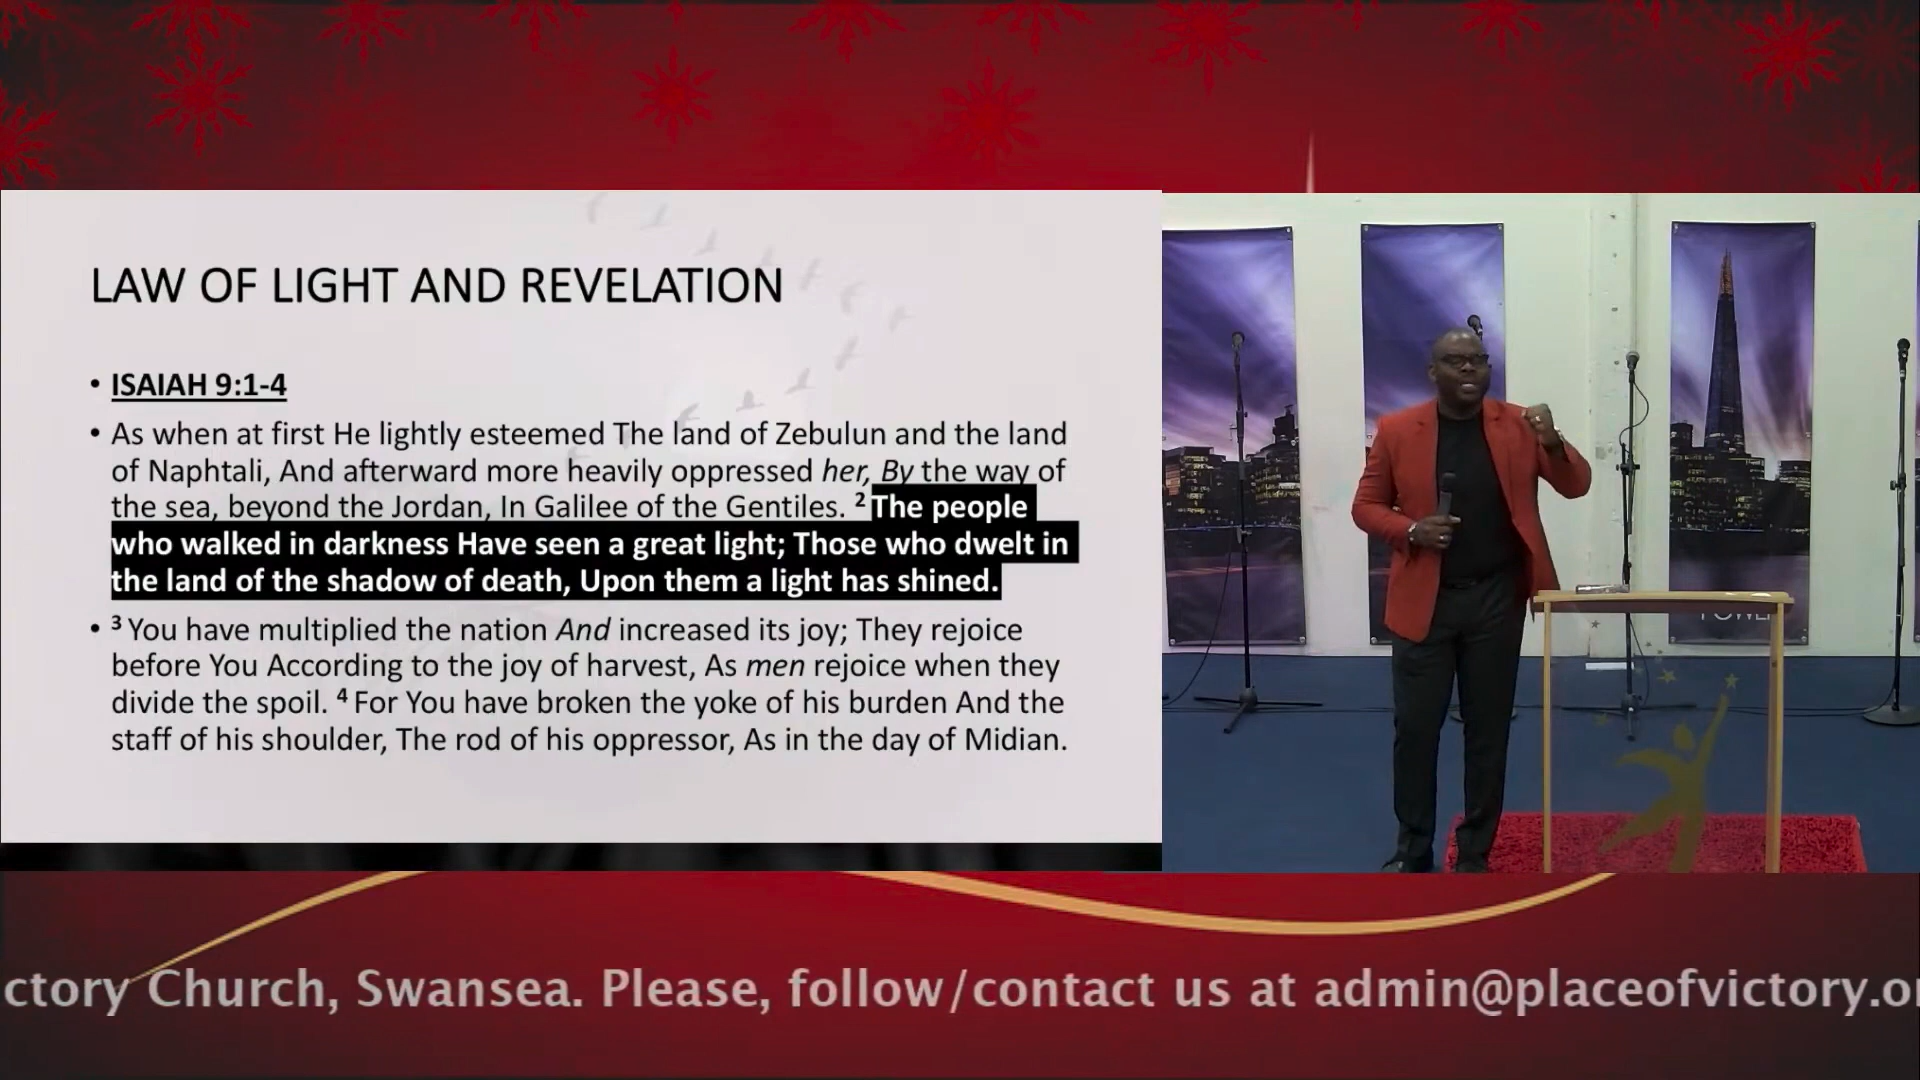 LAW OF LIGHT AND REVELATION
• ISAIAH 9:1-4
• As when at first He lightly esteemed The land of Zebulun and the land
of Naphtali, And afterward more heavily oppressed her, By the way of
the sea, beyond the Jordan, In Galilee of the Gentiles. ² The people
who walked in darkness Have seen a great light; Those who dwelt in
the land of the shadow of death, Upon them a light has shined.
• ³ You have multiplied the nation And increased its joy; They rejoice
before You According to the joy of harvest, As men rejoice when they
divide the spoil. ⁴ For You have broken the yoke of his burden And the
staff of his shoulder, The rod of his oppressor, As in the day of Midian.
POWER
ctory Church, Swansea. Please, follow/contact us at admin@placeofvictory.or